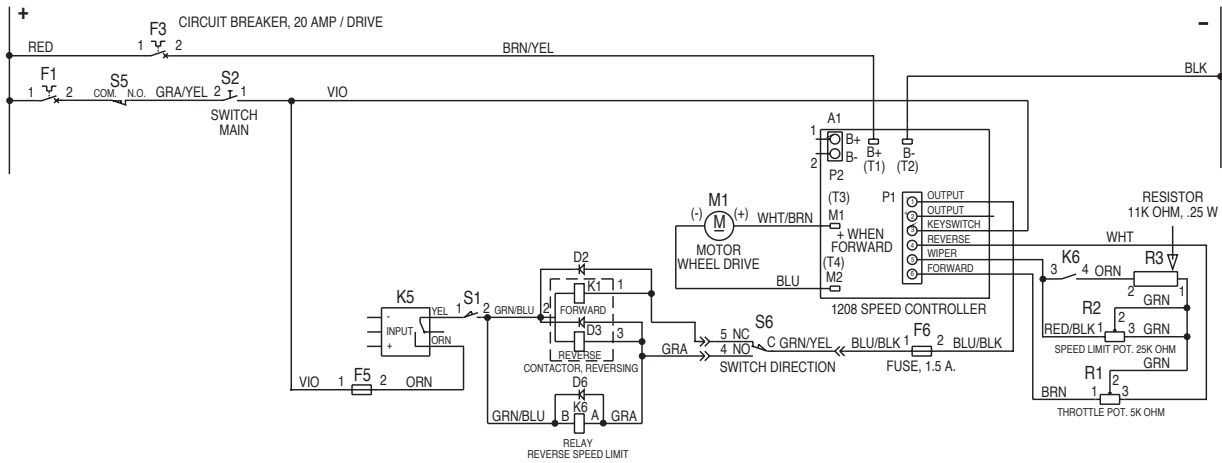 +
-
CIRCUIT BREAKER, 20 AMP / DRIVE
F3
RED
1
2
BRN/YEL
BLK
F1
1
2
S5
COM.
N.O.
GRA/YEL
S2
2
1
VIO
SWITCH
MAIN
A1
1
B+
2
B-
P2
B+
(T1)
B-
(T2)
(T3)
P1
M1
+ WHEN
FORWARD
(T4)
M2
1 OUTPUT
2 OUTPUT
3 KEYSWITCH
4 REVERSE
5 WIPER
6 FORWARD
1208 SPEED CONTROLLER
M1
(-)
M
(+)
WHT/BRN
MOTOR
WHEEL DRIVE
BLU
RESISTOR
11K OHM, .25 W
WHT
K6
3
4
ORN
R3
2
1
GRN
R2
2
RED/BLK
1
3
GRN
SPEED LIMIT POT. 25K OHM
GRN
R1
2
BRN
1
3
THROTTLE POT. 5K OHM
K5
-
INPUT
+
YEL
ORN
S1
1
2
GRN/BLU
2
D2
K1
1
FORWARD
D3
3
REVERSE
CONTACTOR, REVERSING
VIO
1
F5
2
ORN
D6
GRN/BLU
B
K6
A
GRA
RELAY
REVERSE SPEED LIMIT
GRA
5 NC
4 NO
S6
C
GRN/YEL
SWITCH DIRECTION
BLU/BLK
F6
1
2
BLU/BLK
FUSE, 1.5 A.